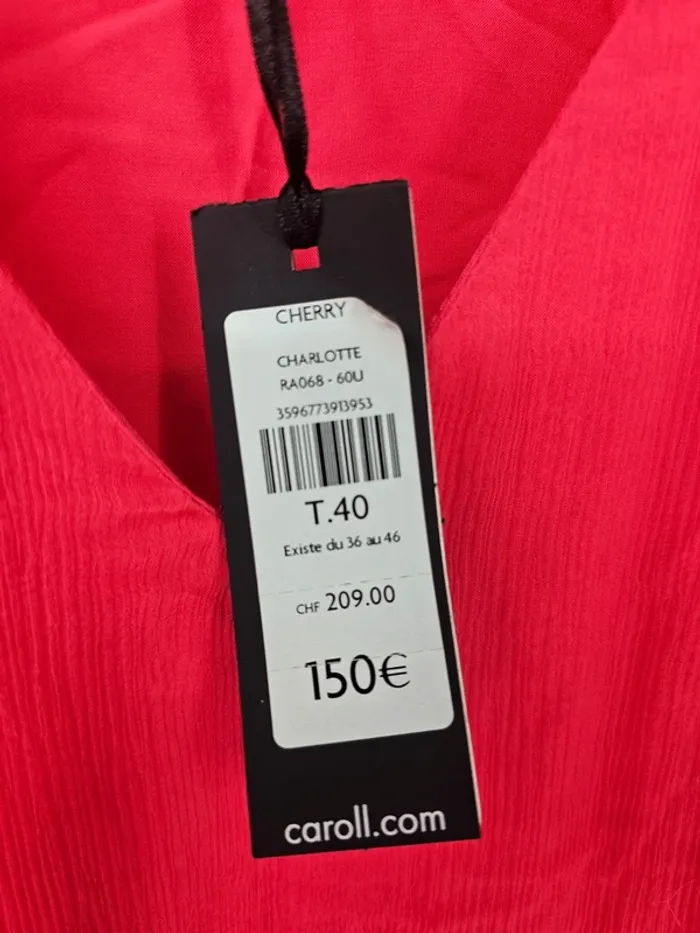 CHERRY
CHARLOTTE
RA068 - 60U
3596773913953
T.40
Existe du 36 au 46
CHF 209.00
150€
caroll.com